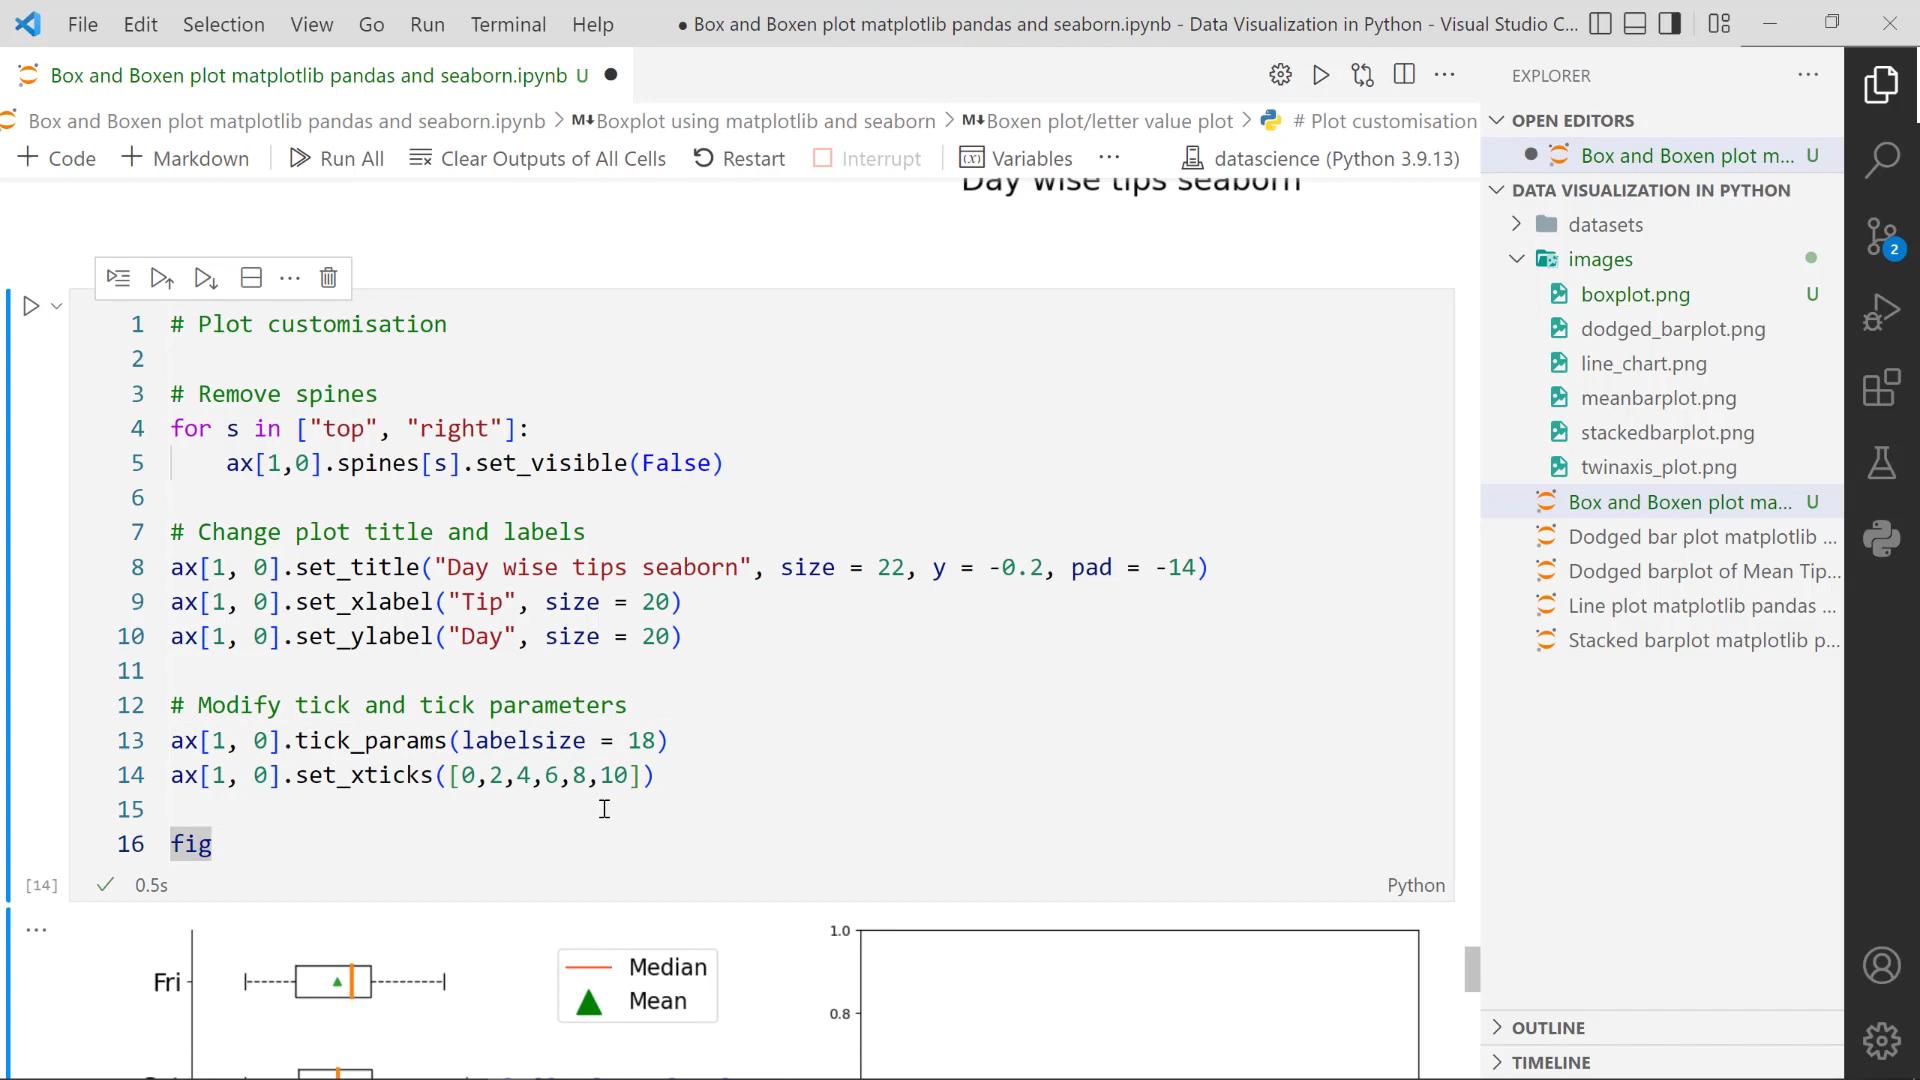 File Edit Selection View Go Run Terminal Help
● Box and Boxen plot matplotlib pandas and seaborn.ipynb - Data Visualization in Python - Visual Studio C...
Box and Boxen plot matplotlib pandas and seaborn.ipynb U
Box and Boxen plot matplotlib pandas and seaborn.ipynb > M↓Boxplot using matplotlib and seaborn > M↓Boxen plot/letter value plot > # Plot customisation
+ Code + Markdown Run All Clear Outputs of All Cells Restart Interrupt Variables ... datascience (Python 3.9.13)
Day wise tips seaborn
1 # Plot customisation
2
3 # Remove spines
4 for s in ["top", "right"]:
5 ax[1,0].spines[s].set_visible(False)
6
7 # Change plot title and labels
8 ax[1, 0].set_title("Day wise tips seaborn", size = 22, y = -0.2, pad = -14)
9 ax[1, 0].set_xlabel("Tip", size = 20)
10 ax[1, 0].set_ylabel("Day", size = 20)
11
12 # Modify tick and tick parameters
13 ax[1, 0].tick_params(labelsize = 18)
14 ax[1, 0].set_xticks([0,2,4,6,8,10])
15
16 fig
[14] 0.5s Python
Fri
Median
Mean
1.0
0.8
EXPLORER
OPEN EDITORS
Box and Boxen plot m... U
DATA VISUALIZATION IN PYTHON
datasets
images
boxplot.png U
dodged_barplot.png
line_chart.png
meanbarplot.png
stackedbarplot.png
twinaxis_plot.png
Box and Boxen plot ma... U
Dodged bar plot matplotlib ...
Dodged barplot of Mean Tip...
Line plot matplotlib pandas ...
Stacked barplot matplotlib p...
OUTLINE
TIMELINE
2